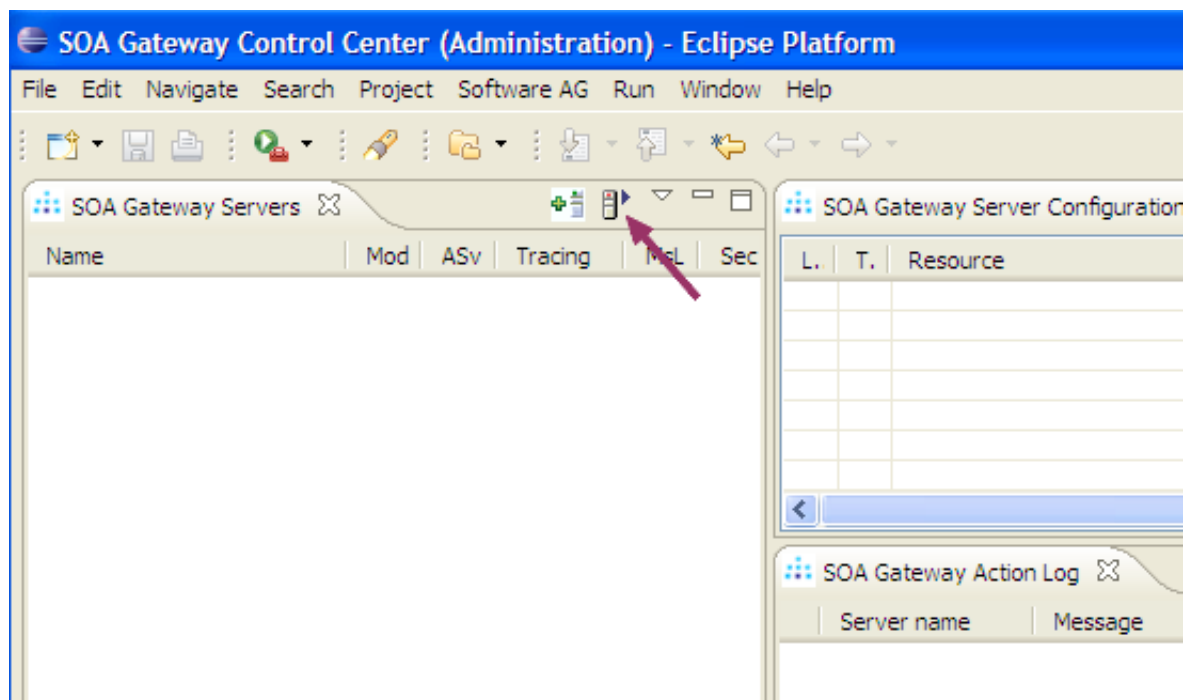 SOA Gateway Control Center (Administration) - Eclipse Platform
File Edit Navigate Search Project Software AG Run Window Help
SOA Gateway Servers
Name Mod ASv Tracing MsL Sec
SOA Gateway Server Configuration
L. T. Resource
SOA Gateway Action Log
Server name Message